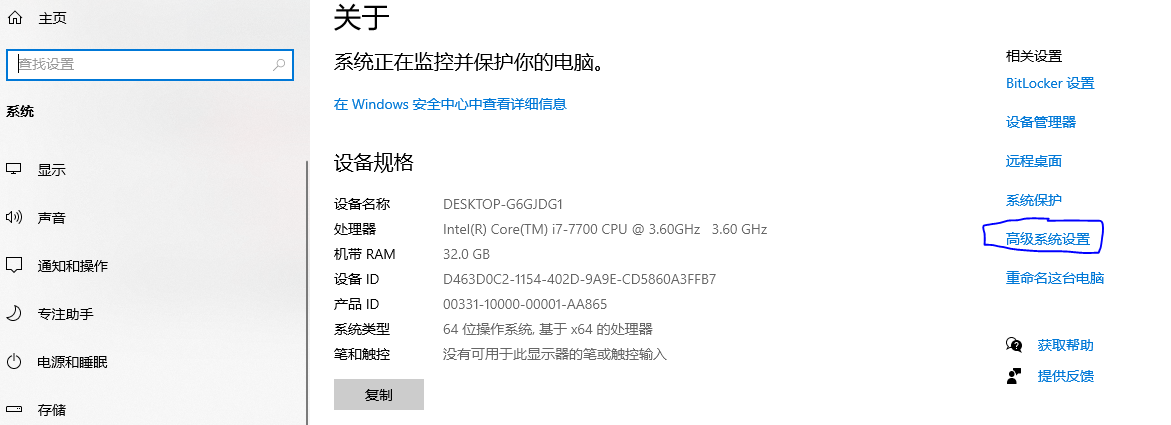 主页
查找设置
系统
显示
声音
通知和操作
专注助手
电源和睡眠
存储
关于
系统正在监控并保护你的电脑。
在 Windows 安全中心中查看详细信息
设备规格
设备名称 DESKTOP-G6GJDG1
处理器 Intel(R) Core(TM) i7-7700 CPU @ 3.60GHz 3.60 GHz
机带 RAM 32.0 GB
设备 ID D463D0C2-1154-402D-9A9E-CD5860A3FFB7
产品 ID 00331-10000-00001-AA865
系统类型 64 位操作系统, 基于 x64 的处理器
笔和触控 没有可用于此显示器的笔或触控输入
复制
相关设置
BitLocker 设置
设备管理器
远程桌面
系统保护
高级系统设置
重命名这台电脑
获取帮助
提供反馈